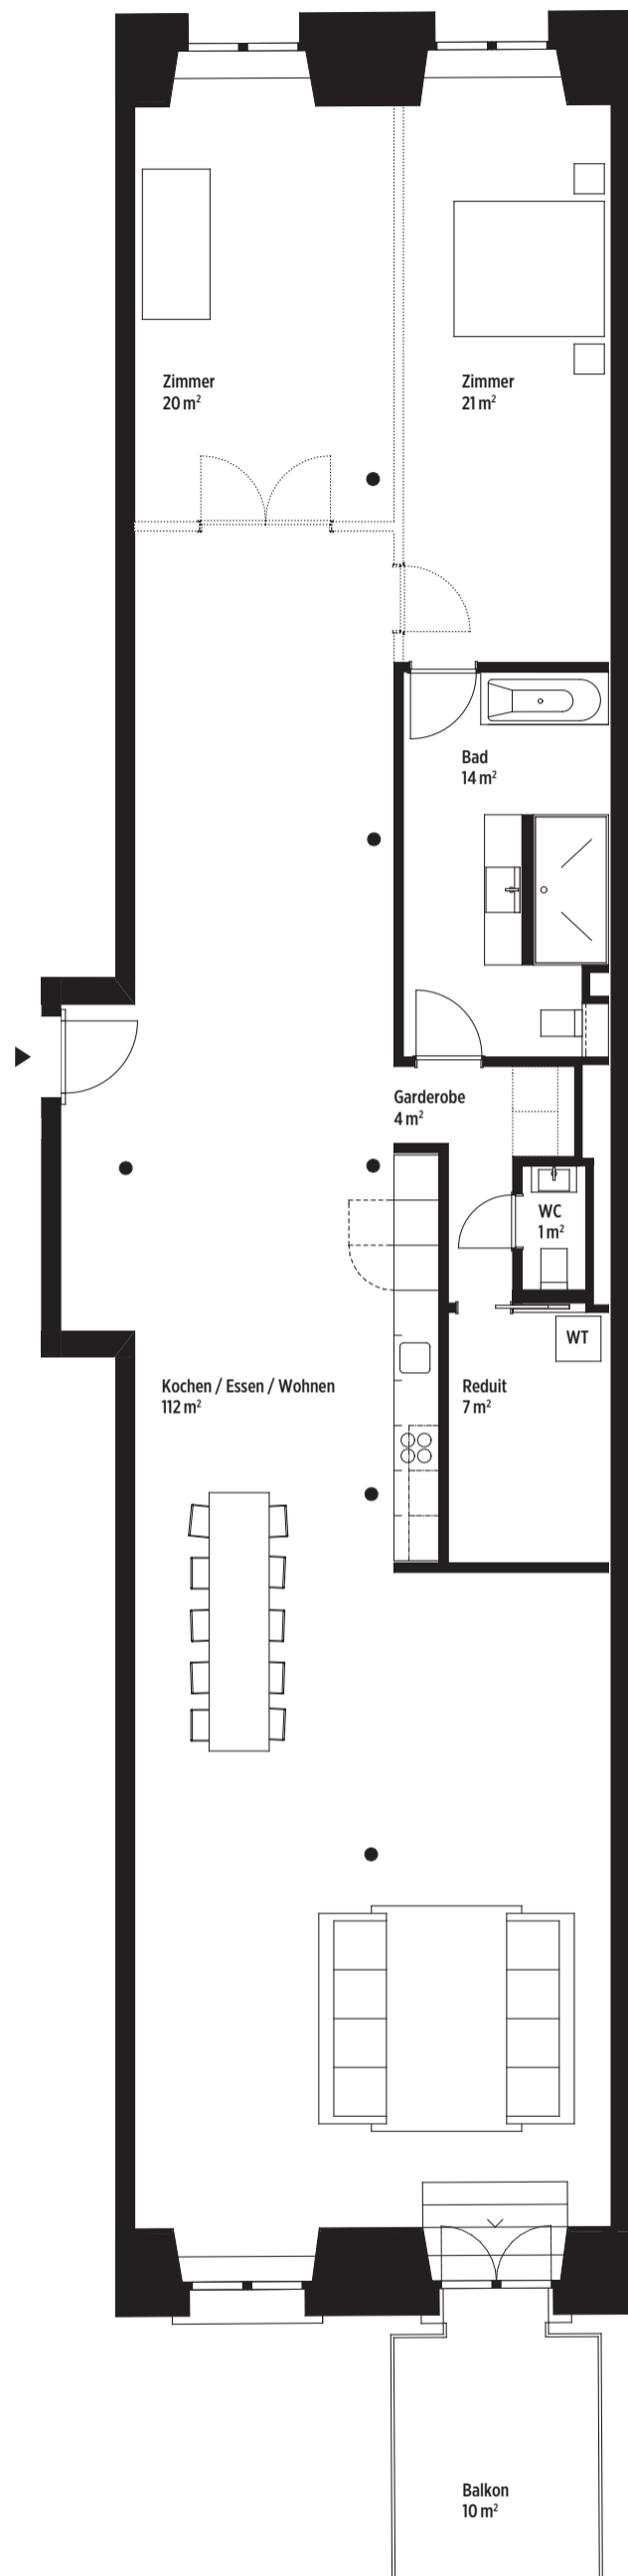 Zimmer
20 m²
Zimmer
21 m²
Bad
14 m²
Garderobe
4 m²
WC
1 m²
WT
Kochen / Essen / Wohnen
112 m²
Reduit
7 m²
Balkon
10 m²